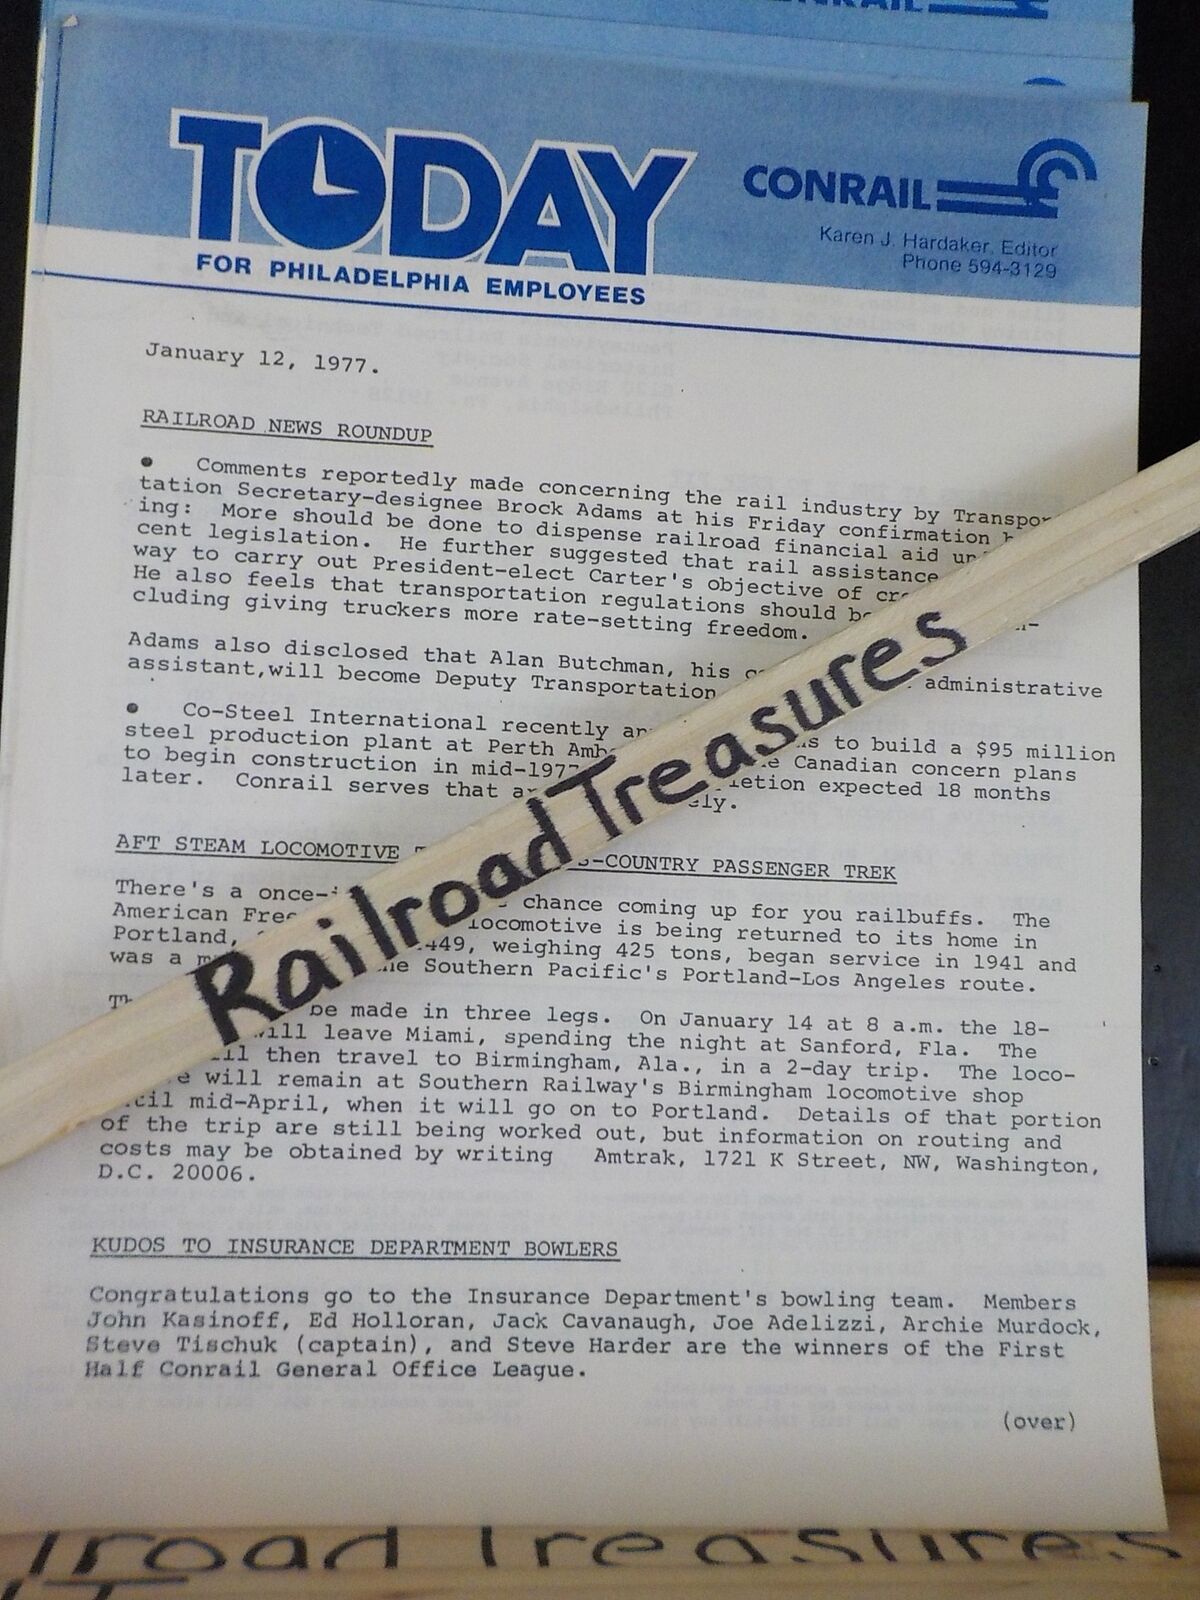 TODAY
FOR PHILADELPHIA EMPLOYEES
CONRAIL
Karen J. Hardaker, Editor
Phone 594-3129
January 12, 1977.
RAILROAD NEWS ROUNDUP
● Comments reportedly made concerning the rail industry by Transpor-
tation Secretary-designee Brock Adams at his Friday confirmation
ing: More should be done to dispense railroad financial aid
cent legislation. He further suggested that rail assistance
way to carry out President-elect Carter's objective of
He also feels that transportation regulations should
cluding giving truckers more rate-setting freedom.
Adams also disclosed that Alan Butchman, his administrative
assistant,will become Deputy Transportation
● Co-Steel International recently to build a $95 million
steel production plant at Perth Canadian concern plans
to begin construction in mid-1977 expected 18 months
later. Conrail serves that
AFT STEAM LOCOMOTIVE -COUNTRY PASSENGER TREK
There's a once- chance coming up for you railbuffs. The
American locomotive is being returned to its home in
Portland, 449, weighing 425 tons, began service in 1941 and
was a Southern Pacific's Portland-Los Angeles route.
be made in three legs. On January 14 at 8 a.m. the 18-
will leave Miami, spending the night at Sanford, Fla. The
then travel to Birmingham, Ala., in a 2-day trip. The loco-
will remain at Southern Railway's Birmingham locomotive shop
mid-April, when it will go on to Portland. Details of that portion
of the trip are still being worked out, but information on routing and
costs may be obtained by writing Amtrak, 1721 K Street, NW, Washington,
D.C. 20006.
KUDOS TO INSURANCE DEPARTMENT BOWLERS
Congratulations go to the Insurance Department's bowling team. Members
John Kasinoff, Ed Holloran, Jack Cavanaugh, Joe Adelizzi, Archie Murdock,
Steve Tischuk (captain), and Steve Harder are the winners of the First
Half Conrail General Office League.
(over)
Railroad Treasures
lroad Treasures